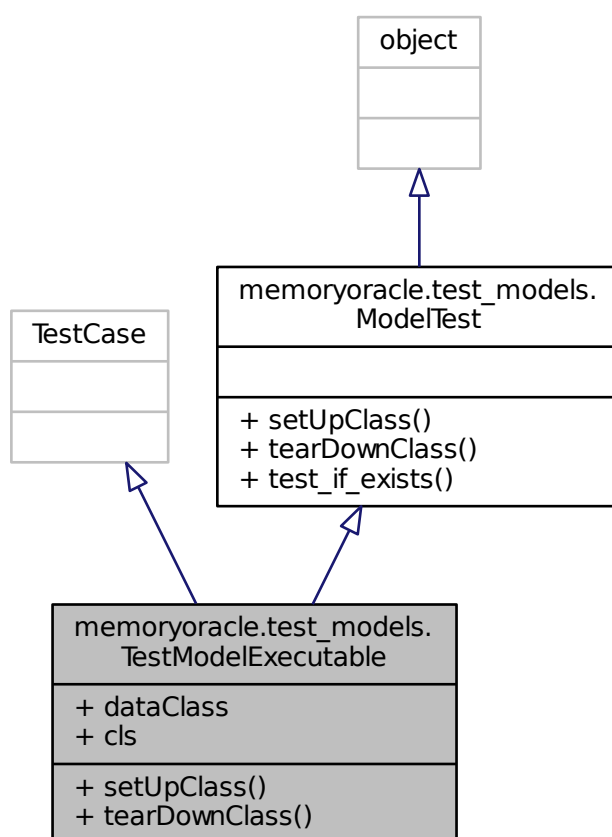 object
memoryoracle.test_models.
ModelTest
+ setUpClass()
+ tearDownClass()
+ test_if_exists()
TestCase
memoryoracle.test_models.
TestModelExecutable
+ dataClass
+ cls
+ setUpClass()
+ tearDownClass()